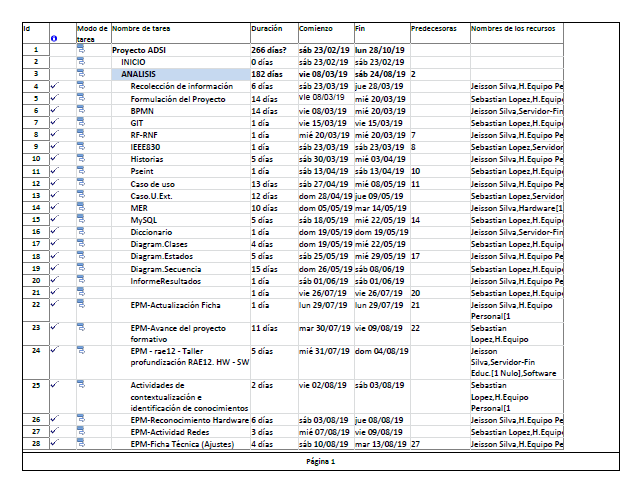 Id Modo de tarea Nombre de tarea Duración Comienzo Fin Predecesoras Nombres de los recursos
1 Proyecto ADSI 266 días? sáb 23/02/19 lun 28/10/19
2 INICIO 0 días sáb 23/02/19 sáb 23/02/19
3 ANALISIS 182 días vie 08/03/19 sáb 24/08/19 2
4 Recolección de información 6 días sáb 23/03/19 jue 28/03/19 Jeisson Silva,H.Equipo Pe
5 Formulación del Proyecto 14 días vie 08/03/19 mié 20/03/19 Sebastian Lopez,H.Equip
6 BPMN 14 días vie 08/03/19 mié 20/03/19 Jeisson Silva,Servidor-Fin
7 GIT 1 día vie 15/03/19 vie 15/03/19 Sebastian Lopez,H.Equip
8 RF-RNF 1 día mié 20/03/19 mié 20/03/19 7 Jeisson Silva,H.Equipo Pe
9 IEEE830 1 día sáb 23/03/19 sáb 23/03/19 8 Sebastian Lopez,Servidor
10 Historias 5 días sáb 30/03/19 mié 03/04/19 Jeisson Silva,H.Equipo Pe
11 Pseint 1 día sáb 13/04/19 sáb 13/04/19 10 Sebastian Lopez,H.Equip
12 Caso de uso 13 días sáb 27/04/19 mié 08/05/19 11 Jeisson Silva,H.Equipo Pe
13 Caso.U.Ext. 12 días dom 28/04/19 jue 09/05/19 Sebastian Lopez,Servidor
14 MER 10 días dom 05/05/19 mar 14/05/19 Jeisson Silva,Hardware[1
15 MySQL 5 días sáb 18/05/19 mié 22/05/19 14 Sebastian Lopez,H.Equip
16 Diccionario 1 día dom 19/05/19 dom 19/05/19 Jeisson Silva,Servidor-Fin
17 Diagram.Clases 4 días dom 19/05/19 mié 22/05/19 Sebastian Lopez,H.Equip
18 Diagram.Estados 5 días sáb 25/05/19 mié 29/05/19 17 Jeisson Silva,H.Equipo Pe
19 Diagram.Secuencia 15 días dom 26/05/19 sáb 08/06/19 Sebastian Lopez,H.Equip
20 InformeResultados 1 día sáb 01/06/19 sáb 01/06/19 Jeisson Silva,H.Equipo Pe
21 1 día vie 26/07/19 vie 26/07/19 20 Sebastian Lopez,H.Equip
22 EPM-Actualización Ficha 1 día lun 29/07/19 lun 29/07/19 21 Jeisson Silva,H.Equipo
Personal[1
23 EPM-Avance del proyecto 11 días mar 30/07/19 vie 09/08/19 22 Sebastian
formativo Lopez,H.Equipo
24 EPM - rae12 - Taller 5 días mié 31/07/19 dom 04/08/19 Jeisson
profundización RAE12. HW - SW Silva,Servidor-Fin
Educ.[1 Nulo],Software
25 Actividades de 2 días vie 02/08/19 sáb 03/08/19 Sebastian
contextualización e Lopez,H.Equipo
identificación de conocimientos Personal[1
26 EPM-Reconocimiento Hardware 6 días sáb 03/08/19 jue 08/08/19 Jeisson Silva,H.Equipo Pe
27 EPM-Actividad Redes 3 días mié 07/08/19 vie 09/08/19 Sebastian Lopez,H.Equip
28 EPM-Ficha Técnica (Ajustes) 4 días sáb 10/08/19 mar 13/08/19 27 Jeisson Silva,H.Equipo Pe
Página 1